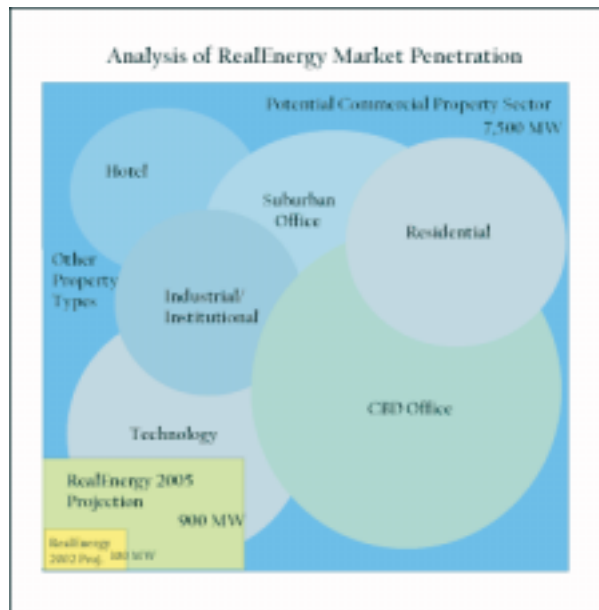 Analysis of RealEnergy Market Penetration
Potential Commercial Property Sector
7,500 MW
Hotel
Suburban
Office
Residential
Other
Property
Types
Industrial/
Institutional
CBD Office
Technology
RealEnergy 2005
Projection
900 MW
RealEnergy
2002 Proj. MW